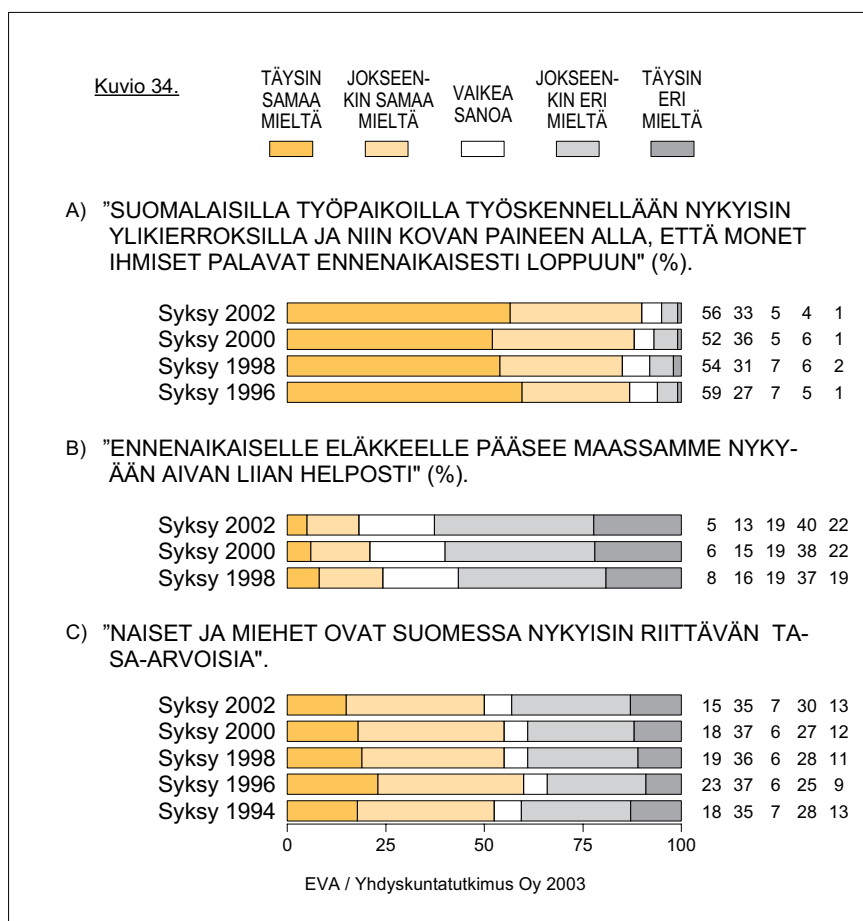 Kuvio 34.
TÄYSIN SAMAA MIELTÄ
JOKSEEN-KIN SAMAA MIELTÄ
VAIKEA SANOA
JOKSEEN-KIN ERI MIELTÄ
TÄYSIN ERI MIELTÄ
A) "SUOMALAISILLA TYÖPAIKOILLA TYÖSKENNELLÄÄN NYKYISIN
YLIKIERROKSILLA JA NIIN KOVAN PAINEEN ALLA, ETTÄ MONET
IHMISET PALAVAT ENNENAIKAISESTI LOPPUUN" (%).
Syksy 2002 56 33 5 4 1
Syksy 2000 52 36 5 6 1
Syksy 1998 54 31 7 6 2
Syksy 1996 59 27 7 5 1
B) "ENNENAIKAISELLE ELÄKKEELLE PÄÄSEE MAASSAMME NYKY-
ÄÄN AIVAN LIIAN HELPOSTI" (%).
Syksy 2002 5 13 19 40 22
Syksy 2000 6 15 19 38 22
Syksy 1998 8 16 19 37 19
C) "NAISET JA MIEHET OVAT SUOMESSA NYKYISIN RIITTÄVÄN TA-
SA-ARVOISIA".
Syksy 2002 15 35 7 30 13
Syksy 2000 18 37 6 27 12
Syksy 1998 19 36 6 28 11
Syksy 1996 23 37 6 25 9
Syksy 1994 18 35 7 28 13
0 25 50 75 100
EVA / Yhdyskuntatutkimus Oy 2003